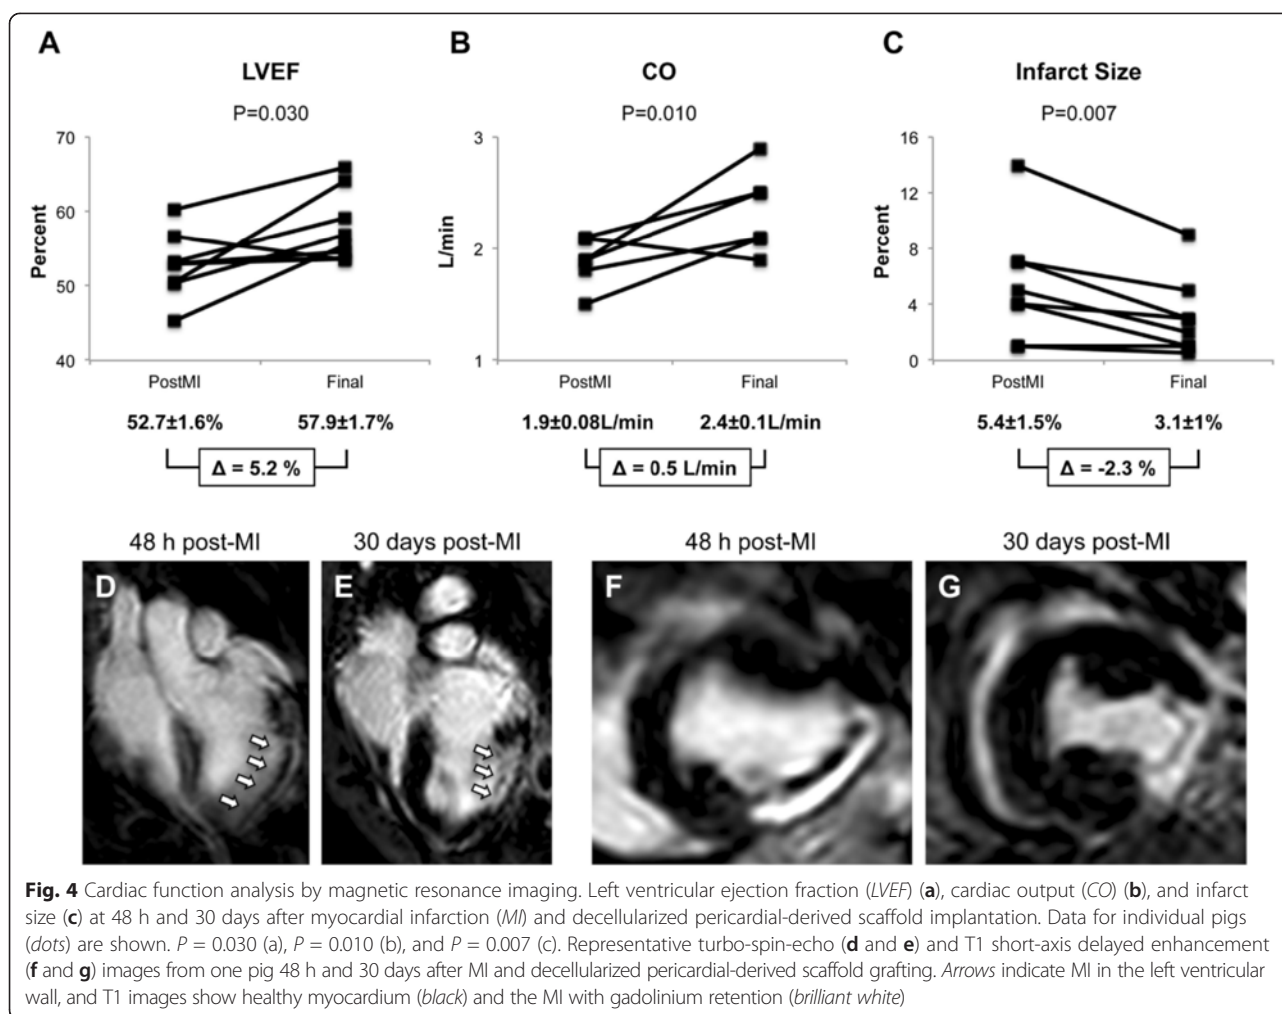 A
LVEF
P=0.030
Percent
70
60
50
40
PostMI
Final
52.7±1.6%
57.9±1.7%
Δ = 5.2 %
B
CO
P=0.010
L/min
3
2
1
PostMI
Final
1.9±0.08L/min
2.4±0.1L/min
Δ = 0.5 L/min
C
Infarct Size
P=0.007
Percent
16
12
8
4
0
PostMI
Final
5.4±1.5%
3.1±1%
Δ = -2.3 %
48 h post-MI
30 days post-MI
48 h post-MI
30 days post-MI
D
E
F
G
Fig. 4 Cardiac function analysis by magnetic resonance imaging. Left ventricular ejection fraction (LVEF) (a), cardiac output (CO) (b), and infarct
size (c) at 48 h and 30 days after myocardial infarction (MI) and decellularized pericardial-derived scaffold implantation. Data for individual pigs
(dots) are shown. P = 0.030 (a), P = 0.010 (b), and P = 0.007 (c). Representative turbo-spin-echo (d and e) and T1 short-axis delayed enhancement
(f and g) images from one pig 48 h and 30 days after MI and decellularized pericardial-derived scaffold grafting. Arrows indicate MI in the left ventricular
wall, and T1 images show healthy myocardium (black) and the MI with gadolinium retention (brilliant white)